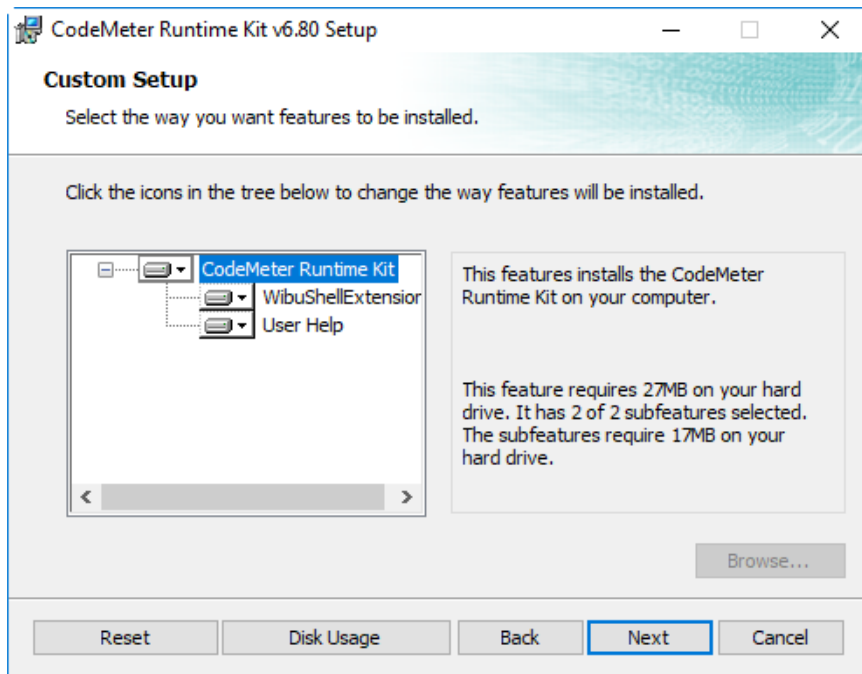 CodeMeter Runtime Kit v6.80 Setup
Custom Setup
Select the way you want features to be installed.
Click the icons in the tree below to change the way features will be installed.
CodeMeter Runtime Kit
WibuShellExtension
User Help
This features installs the CodeMeter
Runtime Kit on your computer.
This feature requires 27MB on your hard
drive. It has 2 of 2 subfeatures selected.
The subfeatures require 17MB on your
hard drive.
Browse...
Reset
Disk Usage
Back
Next
Cancel